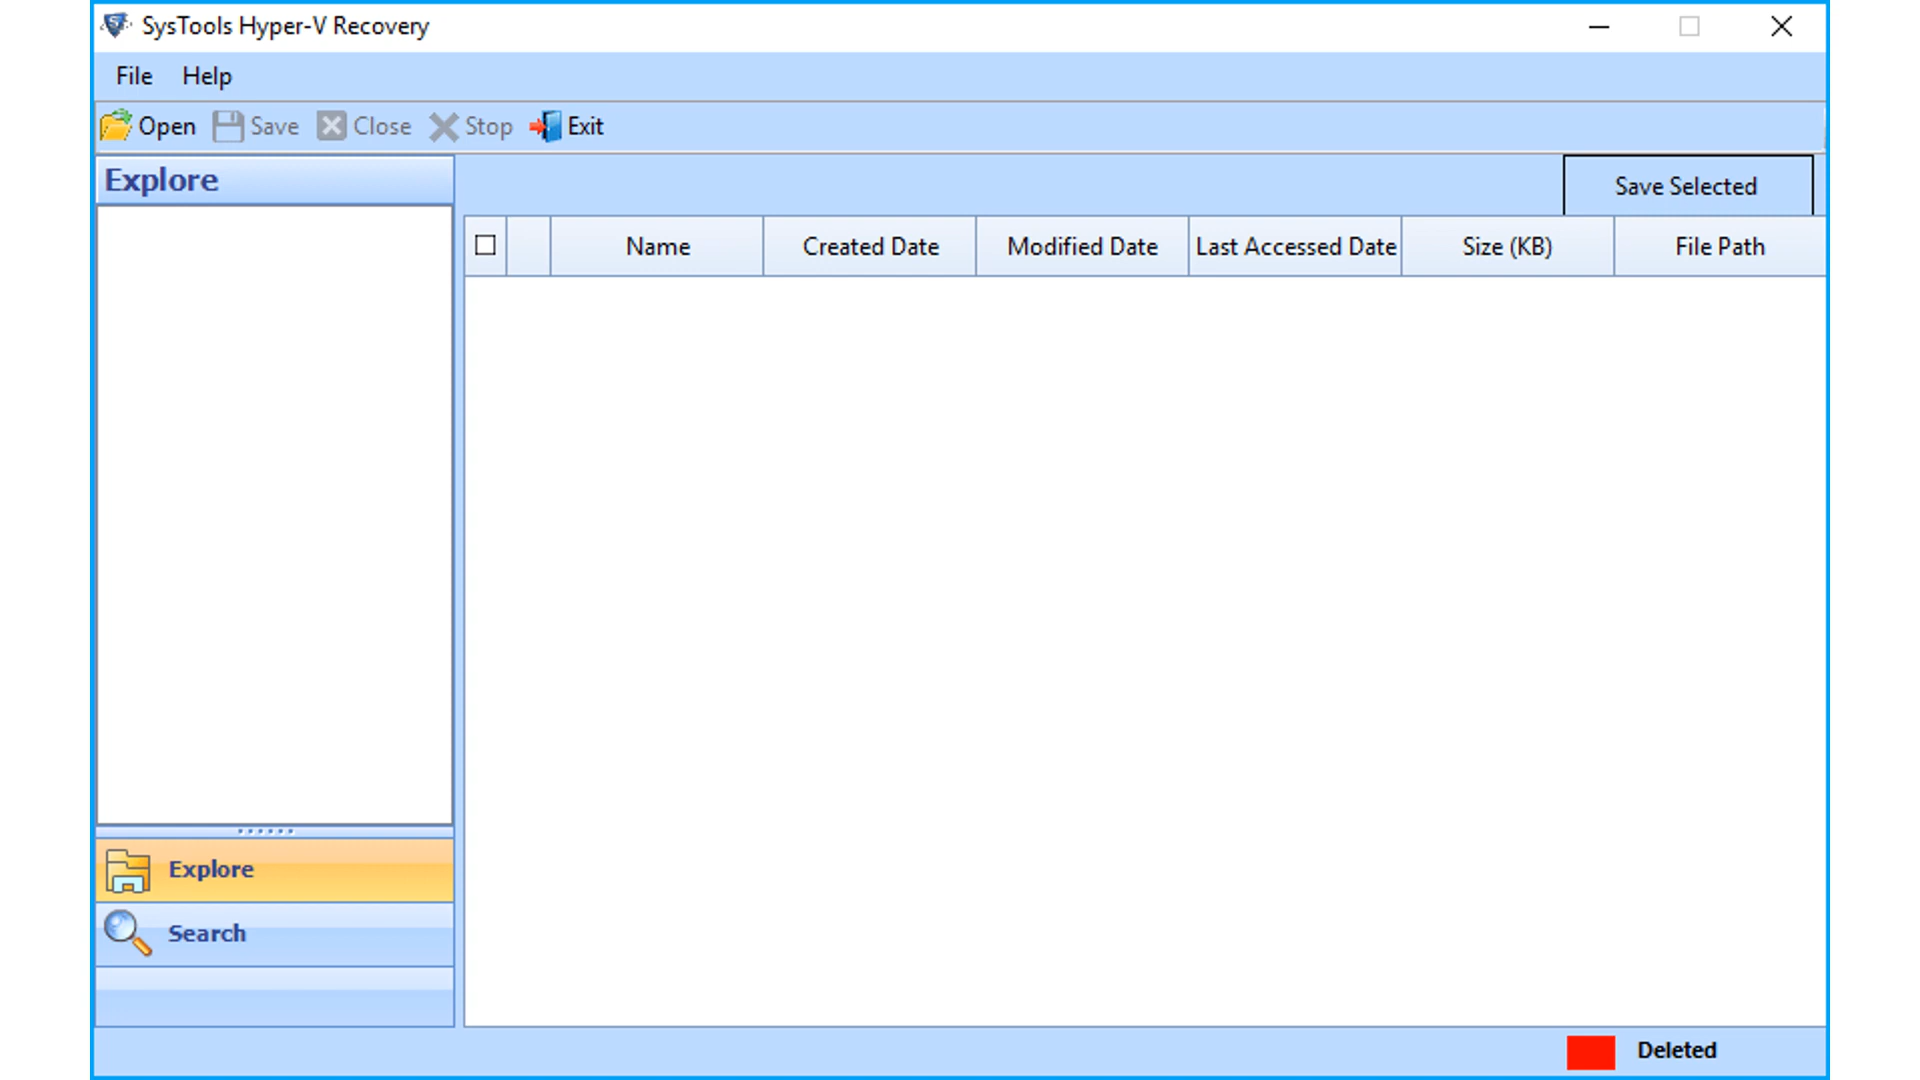 SysTools Hyper-V Recovery
File Help
Open Save Close Stop Exit
Explore
Save Selected
Name Created Date Modified Date Last Accessed Date Size (KB) File Path
Explore
Search
Deleted